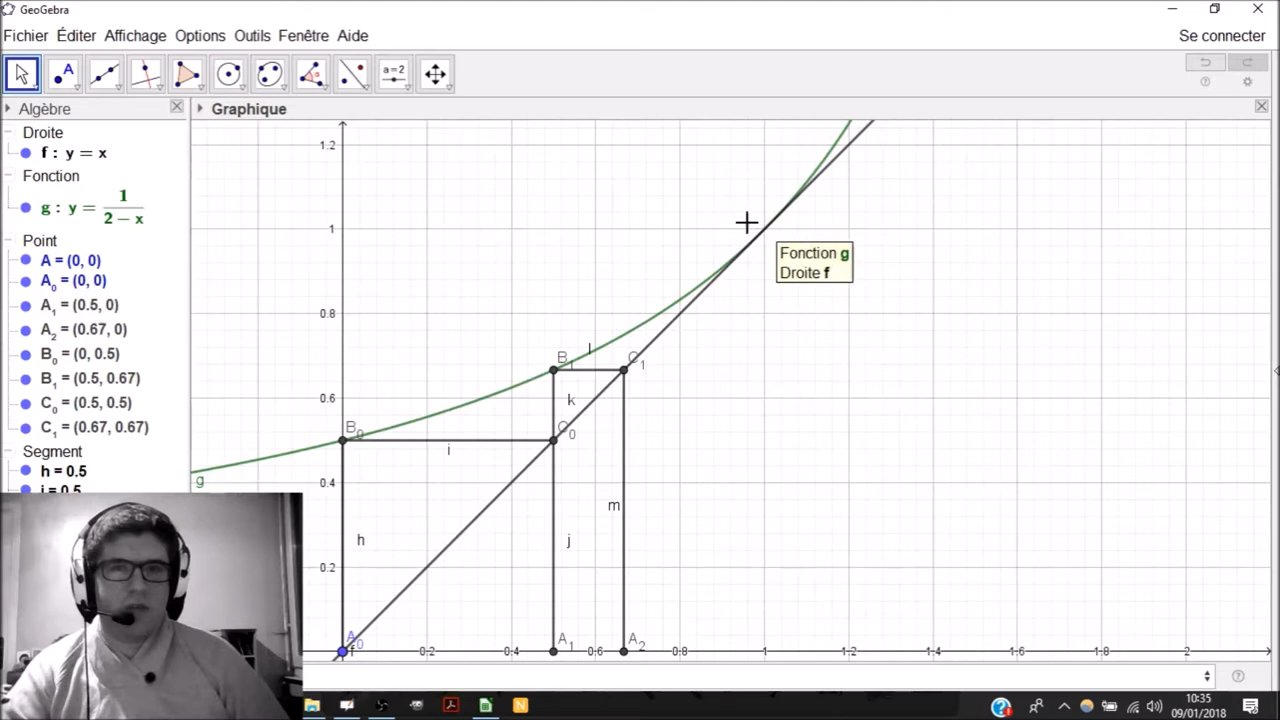 GeoGebra
Fichier Éditer Affichage Options Outils Fenêtre Aide Se connecter
A a=2
Algèbre
Graphique
Droite
f : y = x
Fonction
g : y = 1 / (2 − x)
Point
A = (0, 0)
A₀ = (0, 0)
A₁ = (0.5, 0)
A₂ = (0.67, 0)
B₀ = (0, 0.5)
B₁ = (0.5, 0.67)
C₀ = (0.5, 0.5)
C₁ = (0.67, 0.67)
Segment
h = 0.5
i = 0.5
1.2
1
Fonction g
Droite f
0.8
B₁ l C₁
0.6 k
B₀ C₀
i
g 0.4
m
h j
0.2
A₀ A₁ A₂
f 0.2 0.4 0.6 0.8 1 1.2 1.4 1.6 1.8 2
N
10:35
09/01/2018